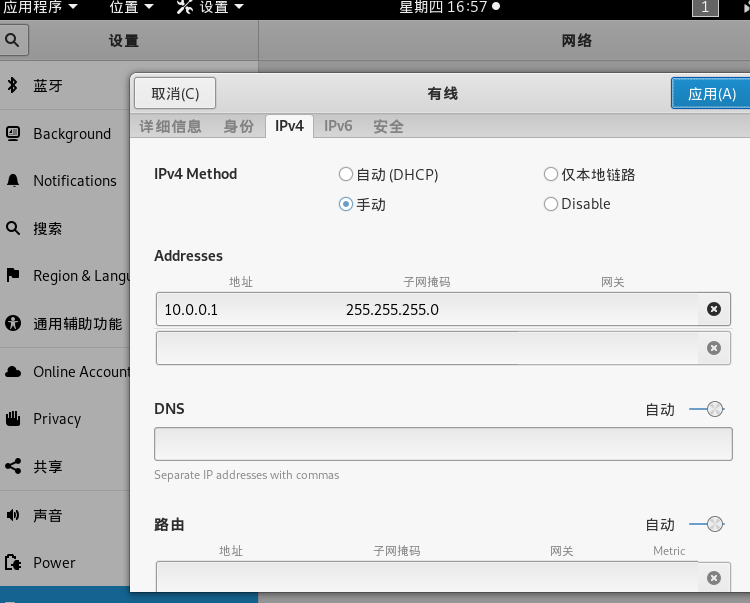 应用程序 位置 设置 星期四 16:57 1
设置 网络
取消(C) 有线 应用(A)
详细信息 身份 IPv4 IPv6 安全
蓝牙
Background
Notifications
搜索
Region & Langu
通用辅助功能
Online Account
Privacy
共享
声音
Power
IPv4 Method 自动 (DHCP) 仅本地链路
手动 Disable
Addresses
地址 子网掩码 网关
10.0.0.1 255.255.255.0
DNS 自动
Separate IP addresses with commas
路由 自动
地址 子网掩码 网关 Metric